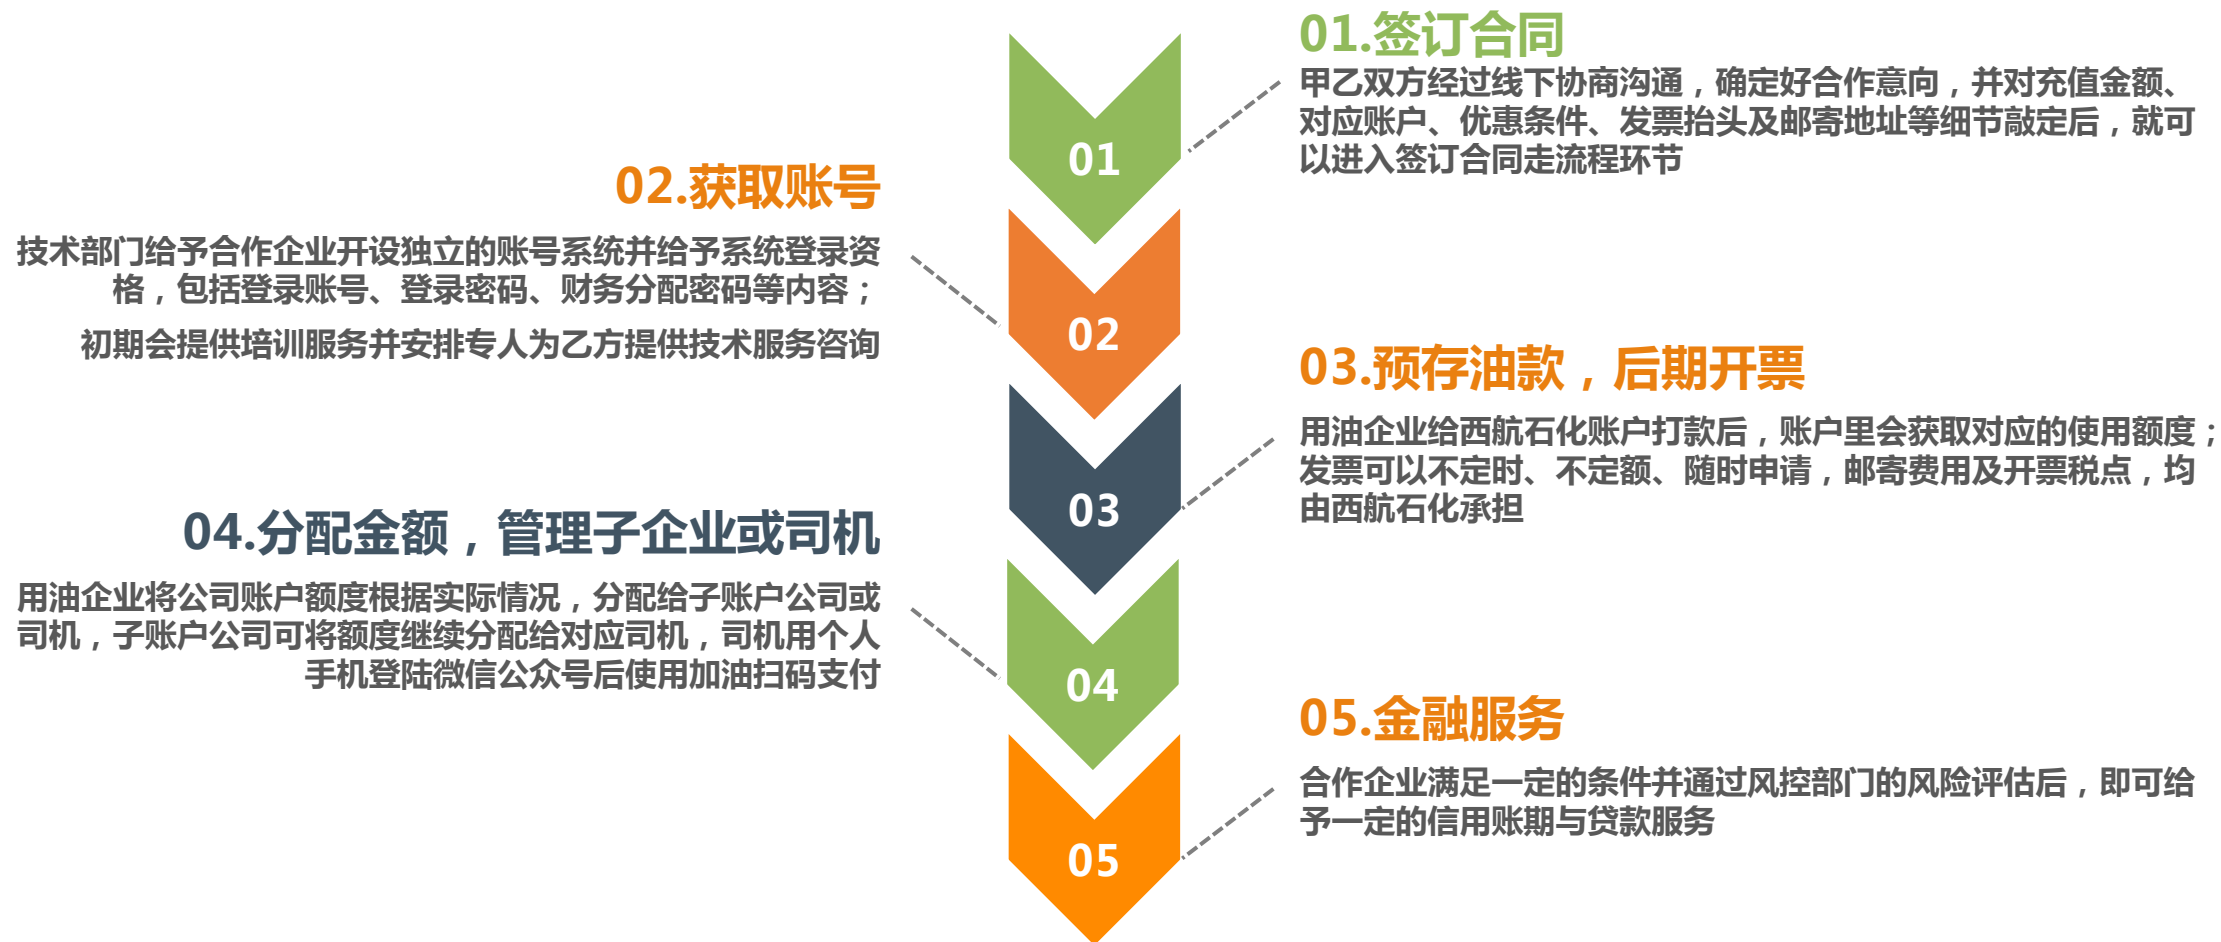 01.签订合同
甲乙双方经过线下协商沟通，确定好合作意向，并对充值金额、
对应账户、优惠条件、发票抬头及邮寄地址等细节敲定后，就可
以进入签订合同走流程环节
01
02.获取账号
技术部门给予合作企业开设独立的账号系统并给予系统登录资
格，包括登录账号、登录密码、财务分配密码等内容；
初期会提供培训服务并安排专人为乙方提供技术服务咨询
02
03.预存油款，后期开票
用油企业给西航石化账户打款后，账户里会获取对应的使用额度；
发票可以不定时、不定额、随时申请，邮寄费用及开票税点，均
由西航石化承担
03
04.分配金额，管理子企业或司机
用油企业将公司账户额度根据实际情况，分配给子账户公司或
司机，子账户公司可将额度继续分配给对应司机，司机用个人
手机登陆微信公众号后使用加油扫码支付
04
05.金融服务
合作企业满足一定的条件并通过风控部门的风险评估后，即可给
予一定的信用账期与贷款服务
05